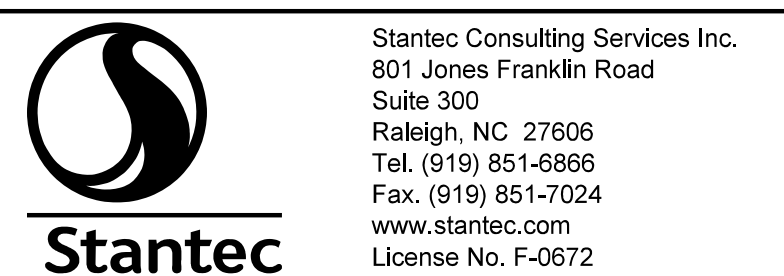 Stantec
Stantec Consulting Services Inc.
801 Jones Franklin Road
Suite 300
Raleigh, NC  27606
Tel. (919) 851-6866
Fax. (919) 851-7024
www.stantec.com
License No. F-0672